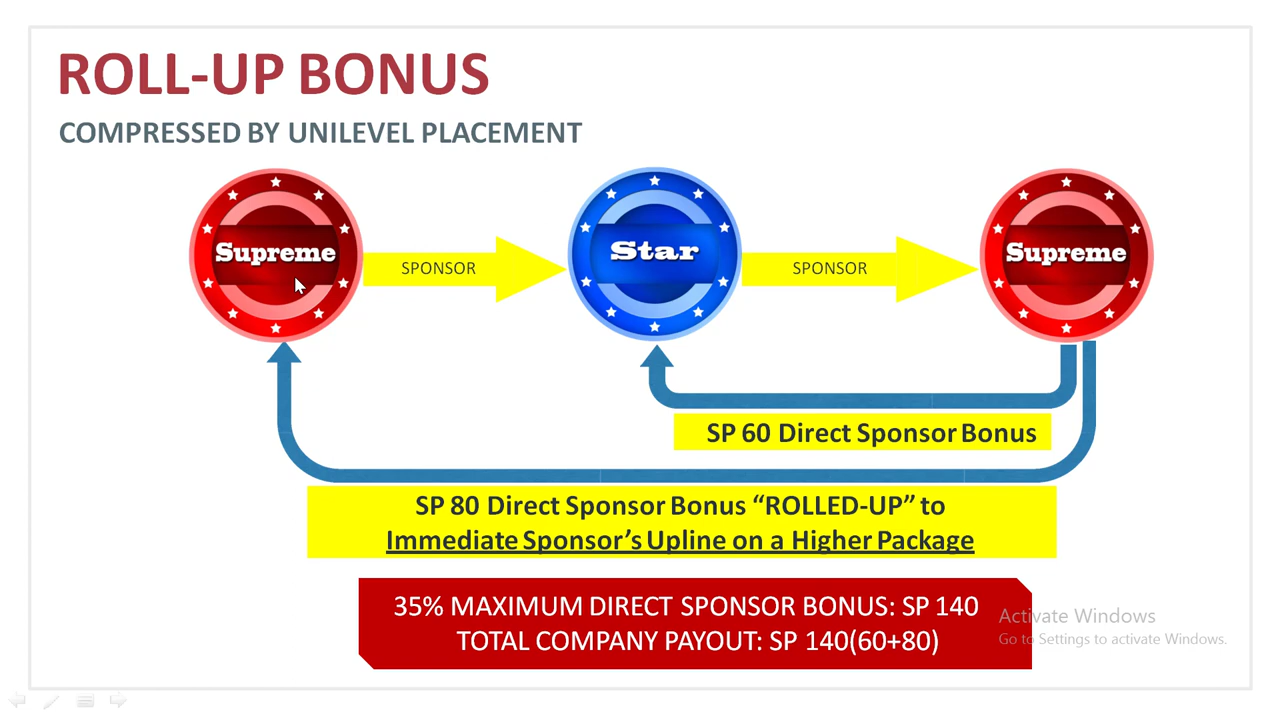 ROLL-UP BONUS
COMPRESSED BY UNILEVEL PLACEMENT
Supreme
SPONSOR
Star
SPONSOR
Supreme
SP 60 Direct Sponsor Bonus
SP 80 Direct Sponsor Bonus “ROLLED-UP” to
Immediate Sponsor’s Upline on a Higher Package
35% MAXIMUM DIRECT SPONSOR BONUS: SP 140
TOTAL COMPANY PAYOUT: SP 140(60+80)
Activate Windows
Go to Settings to activate Windows.